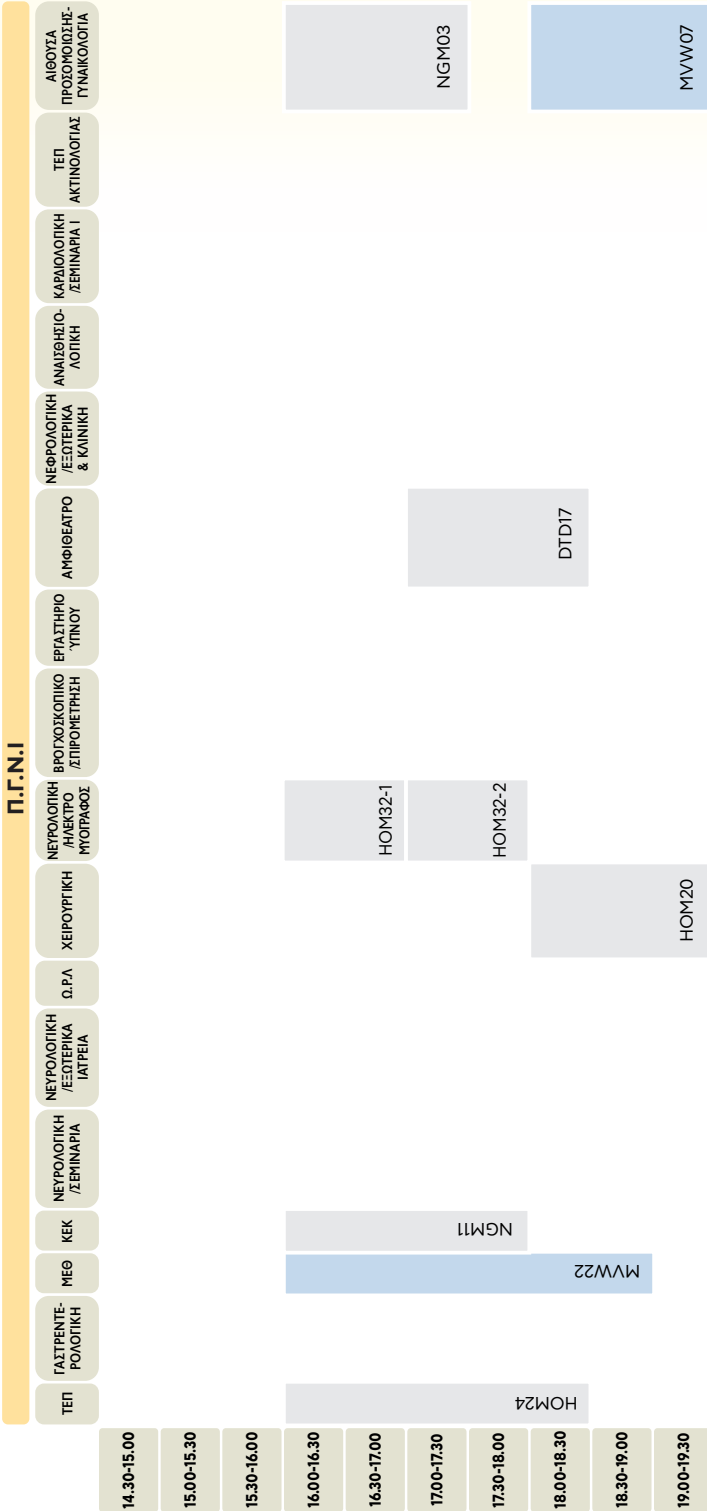 Π.Γ.Ν.Ι
ΤΕΠ
ΓΑΣΤΡΕΝΤΕ-
ΡΟΛΟΓΙΚΗ
ΜΕΘ
ΚΕΚ
ΝΕΥΡΟΛΟΓΙΚΗ
/ΣΕΜΙΝΑΡΙΑ
ΝΕΥΡΟΛΟΓΙΚΗ
/ΕΞΩΤΕΡΙΚΑ
ΙΑΤΡΕΙΑ
Ω.Ρ.Λ
ΧΕΙΡΟΥΡΓΙΚΗ
ΝΕΥΡΟΛΟΓΙΚΗ
/ΗΛΕΚΤΡΟ
ΜΥΟΓΡΑΦΟΣ
ΒΡΟΓΧΟΣΚΟΠΙΚΟ
/ΣΠΙΡΟΜΕΤΡΗΣΗ
ΕΡΓΑΣΤΗΡΙΟ
ΎΠΝΟΥ
ΑΜΦΙΘΕΑΤΡΟ
ΝΕΦΡΟΛΟΓΙΚΗ
/ΕΞΩΤΕΡΙΚΑ
& ΚΛΙΝΙΚΗ
ΑΝΑΙΣΘΗΣΙΟ-
ΛΟΓΙΚΗ
ΚΑΡΔΙΟΛΟΓΙΚΗ
/ΣΕΜΙΝΑΡΙΑ Ι
ΤΕΠ
ΑΚΤΙΝΟΛΟΓΙΑΣ
ΑΙΘΟΥΣΑ
ΠΡΟΣΟΜΟΙΩΣΗΣ-
ΓΥΝΑΙΚΟΛΟΓΙΑ
14.30-15.00
15.00-15.30
15.30-16.00
16.00-16.30
16.30-17.00
HOM32-1
17.00-17.30
NGM11
NGM03
17.30-18.00
HOM32-2
18.00-18.30
HOM24
MVW22
DTD17
18.30-19.00
19.00-19.30
HOM20
MVW07